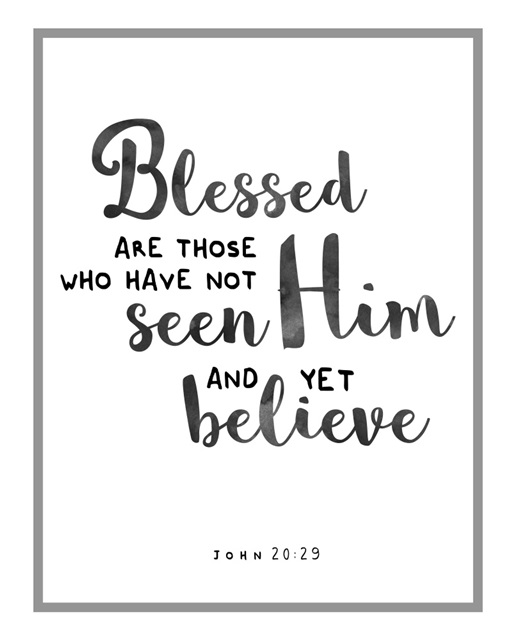 Blessed
ARE THOSE
WHO HAVE NOT
seen Him
AND YET
believe
JOHN 20:29